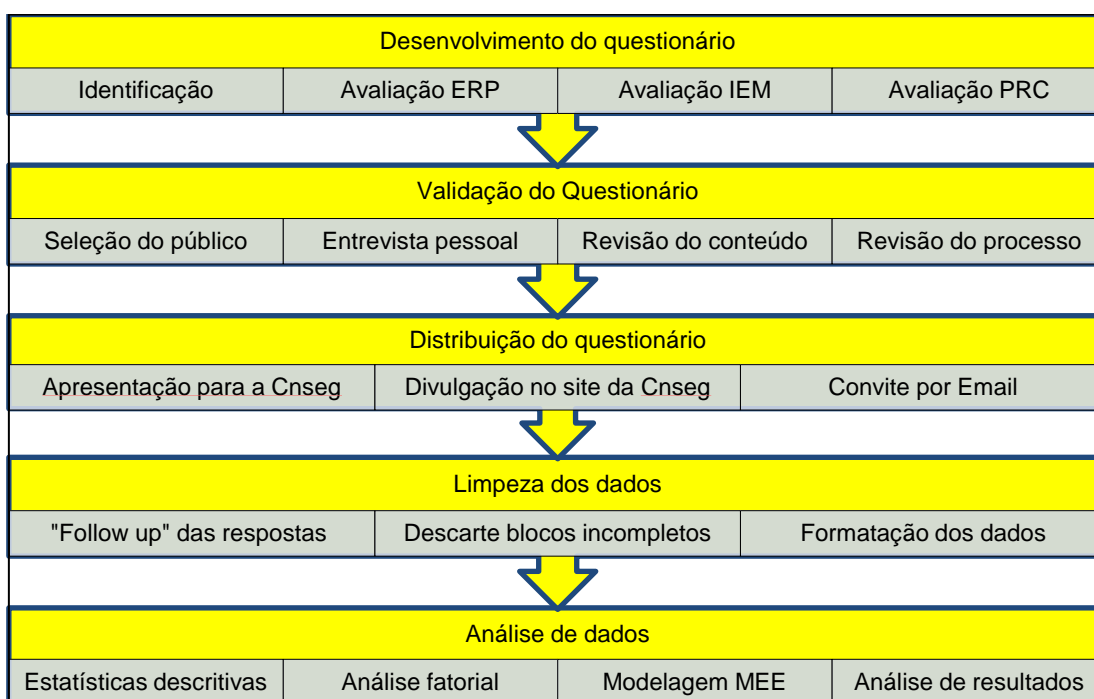 Desenvolvimento do questionário
Identificação
Avaliação ERP
Avaliação IEM
Avaliação PRC
Validação do Questionário
Seleção do público
Entrevista pessoal
Revisão do conteúdo
Revisão do processo
Distribuição do questionário
Apresentação para a Cnseg
Divulgação no site da Cnseg
Convite por Email
Limpeza dos dados
"Follow up" das respostas
Descarte blocos incompletos
Formatação dos dados
Análise de dados
Estatísticas descritivas
Análise fatorial
Modelagem MEE
Análise de resultados